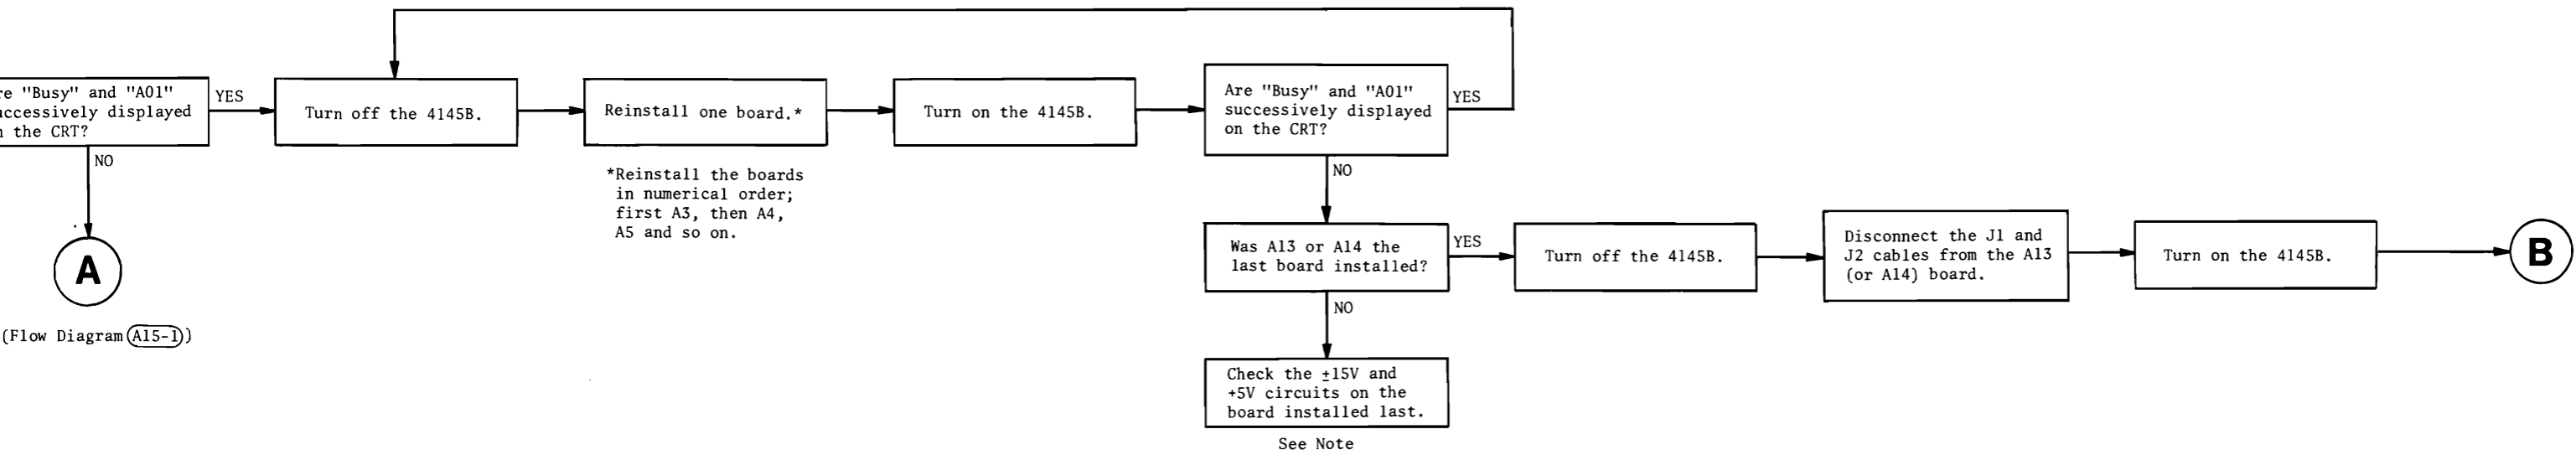 re "Busy" and "A01"
uccessively displayed
n the CRT?
YES
NO
A
(Flow Diagram A15-1)
Turn off the 4145B.
Reinstall one board.*
*Reinstall the boards
in numerical order;
first A3, then A4,
A5 and so on.
Turn on the 4145B.
Are "Busy" and "A01"
successively displayed
on the CRT?
YES
NO
Was A13 or A14 the
last board installed?
YES
NO
Check the ±15V and
+5V circuits on the
board installed last.
See Note
Turn off the 4145B.
Disconnect the J1 and
J2 cables from the A13
(or A14) board.
Turn on the 4145B.
B